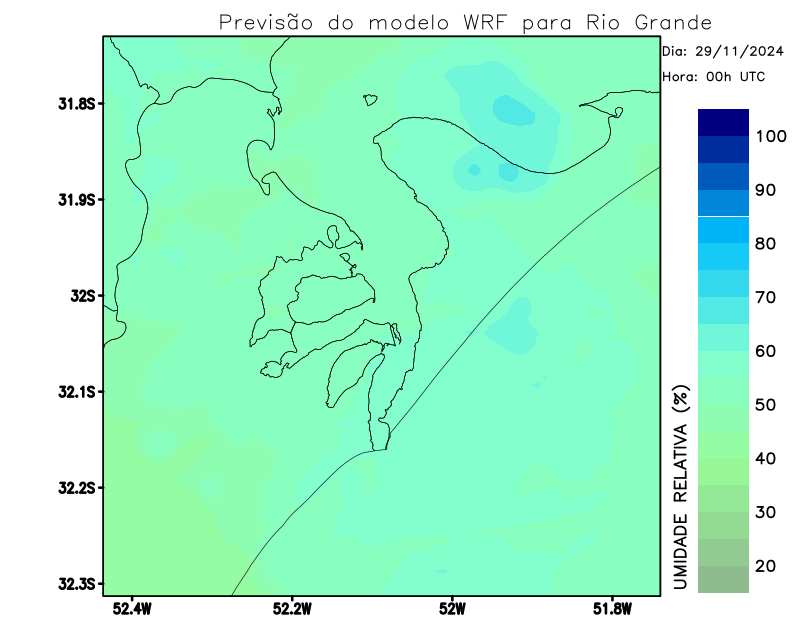 Previsão do modelo WRF para Rio Grande
Dia: 29/11/2024
Hora: 00h UTC
31.8S
31.9S
32S
32.1S
32.2S
32.3S
52.4W
52.2W
52W
51.8W
UMIDADE RELATIVA (%)
100
90
80
70
60
50
40
30
20